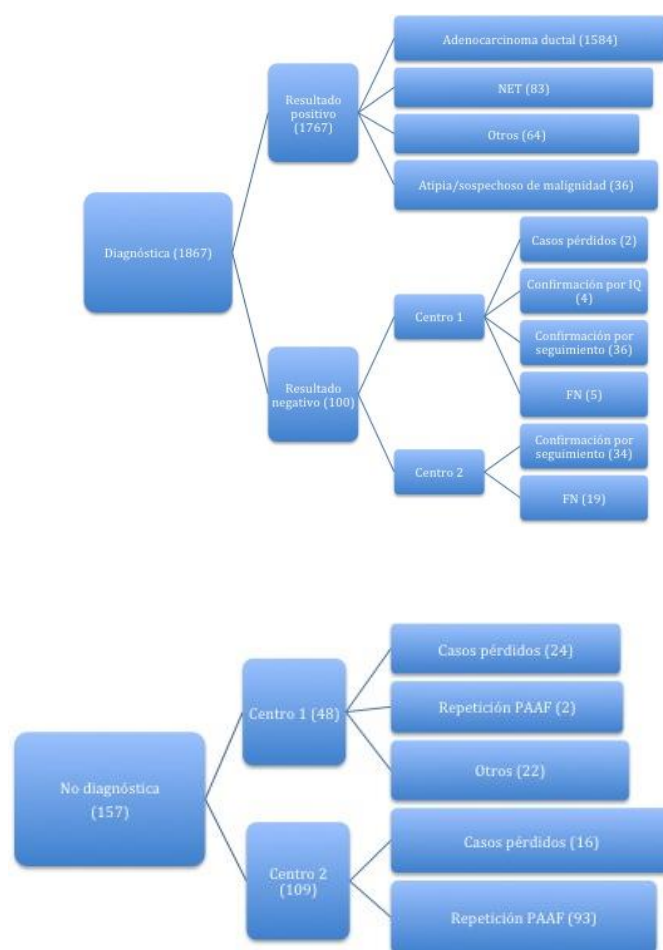 Diagnóstica (1867)
Resultado
positivo
(1767)
Adenocarcinoma ductal (1584)
NET (83)
Otros (64)
Atipia/sospechoso de malignidad (36)
Resultado
negativo (100)
Centro 1
Casos pérdidos (2)
Confirmación por IQ
(4)
Confirmación por
seguimiento (36)
FN (5)
Centro 2
Confirmación por
seguimiento (34)
FN (19)
No diagnóstica
(157)
Centro 1 (48)
Casos pérdidos (24)
Repetición PAAF (2)
Otros (22)
Centro 2
(109)
Casos pérdidos (16)
Repetición PAAF (93)